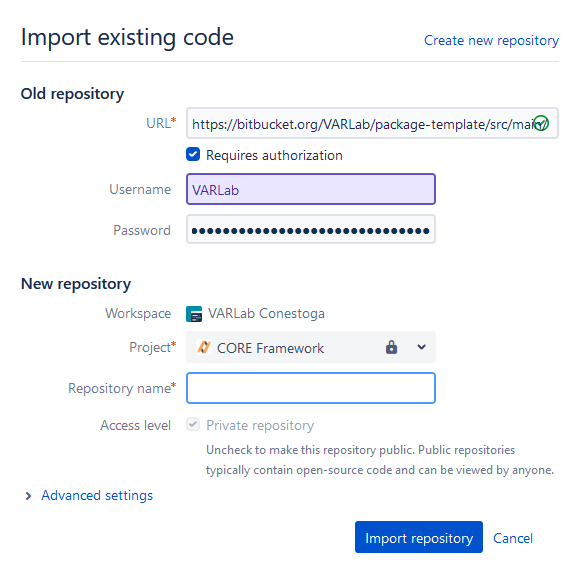 Import existing code
Create new repository
Old repository
URL*
https://bitbucket.org/VARLab/package-template/src/main/
Requires authorization
Username
VARLab
Password
••••••••••••••••••••••••••••••
New repository
Workspace
VARLab Conestoga
Project*
CORE Framework
Repository name*
Access level
Private repository
Uncheck to make this repository public. Public repositories
typically contain open-source code and can be viewed by anyone.
Advanced settings
Import repository
Cancel